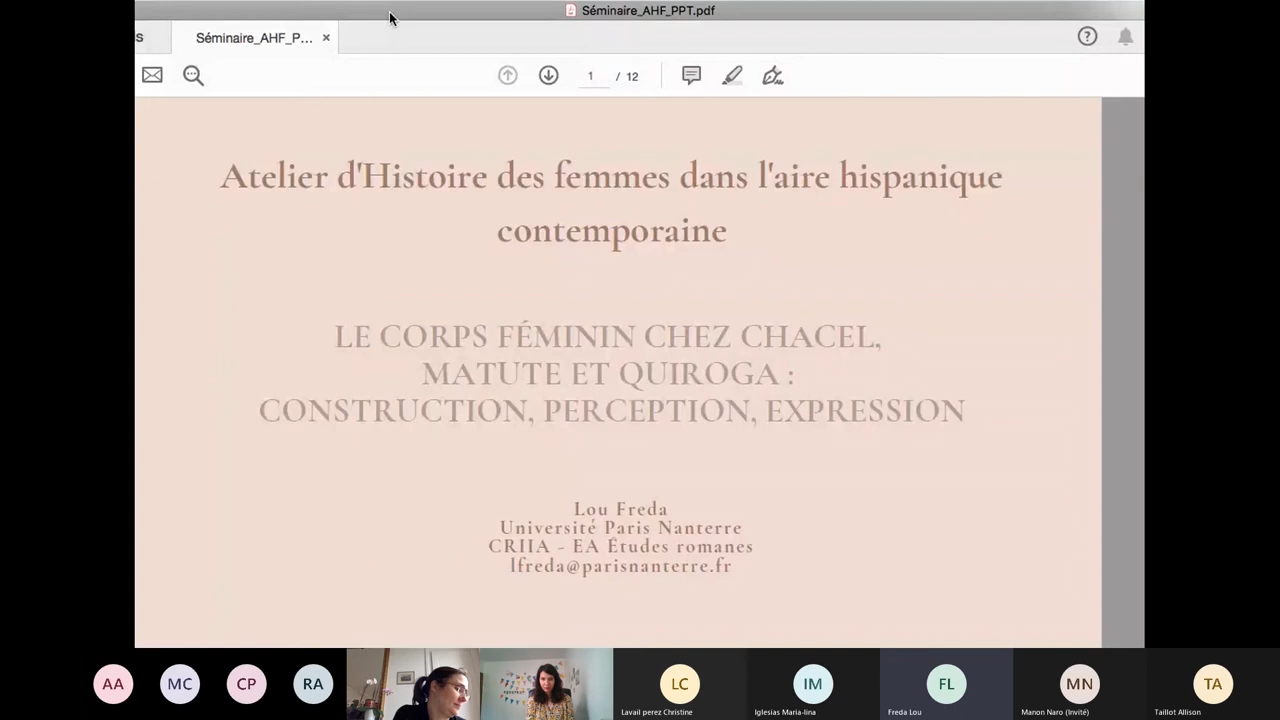 Séminaire_AHF_PPT.pdf
s
Séminaire_AHF_P... ×
1 / 12
Atelier d'Histoire des femmes dans l'aire hispanique
contemporaine
LE CORPS FÉMININ CHEZ CHACEL,
MATUTE ET QUIROGA :
CONSTRUCTION, PERCEPTION, EXPRESSION
Lou Freda
Université Paris Nanterre
CRIIA - EA Études romanes
lfreda@parisnanterre.fr
AA MC CP RA LC IM FL MN TA
Lavail perez Christine Iglesias Maria-lina Freda Lou Manon Naro (Invité) Taillot Allison